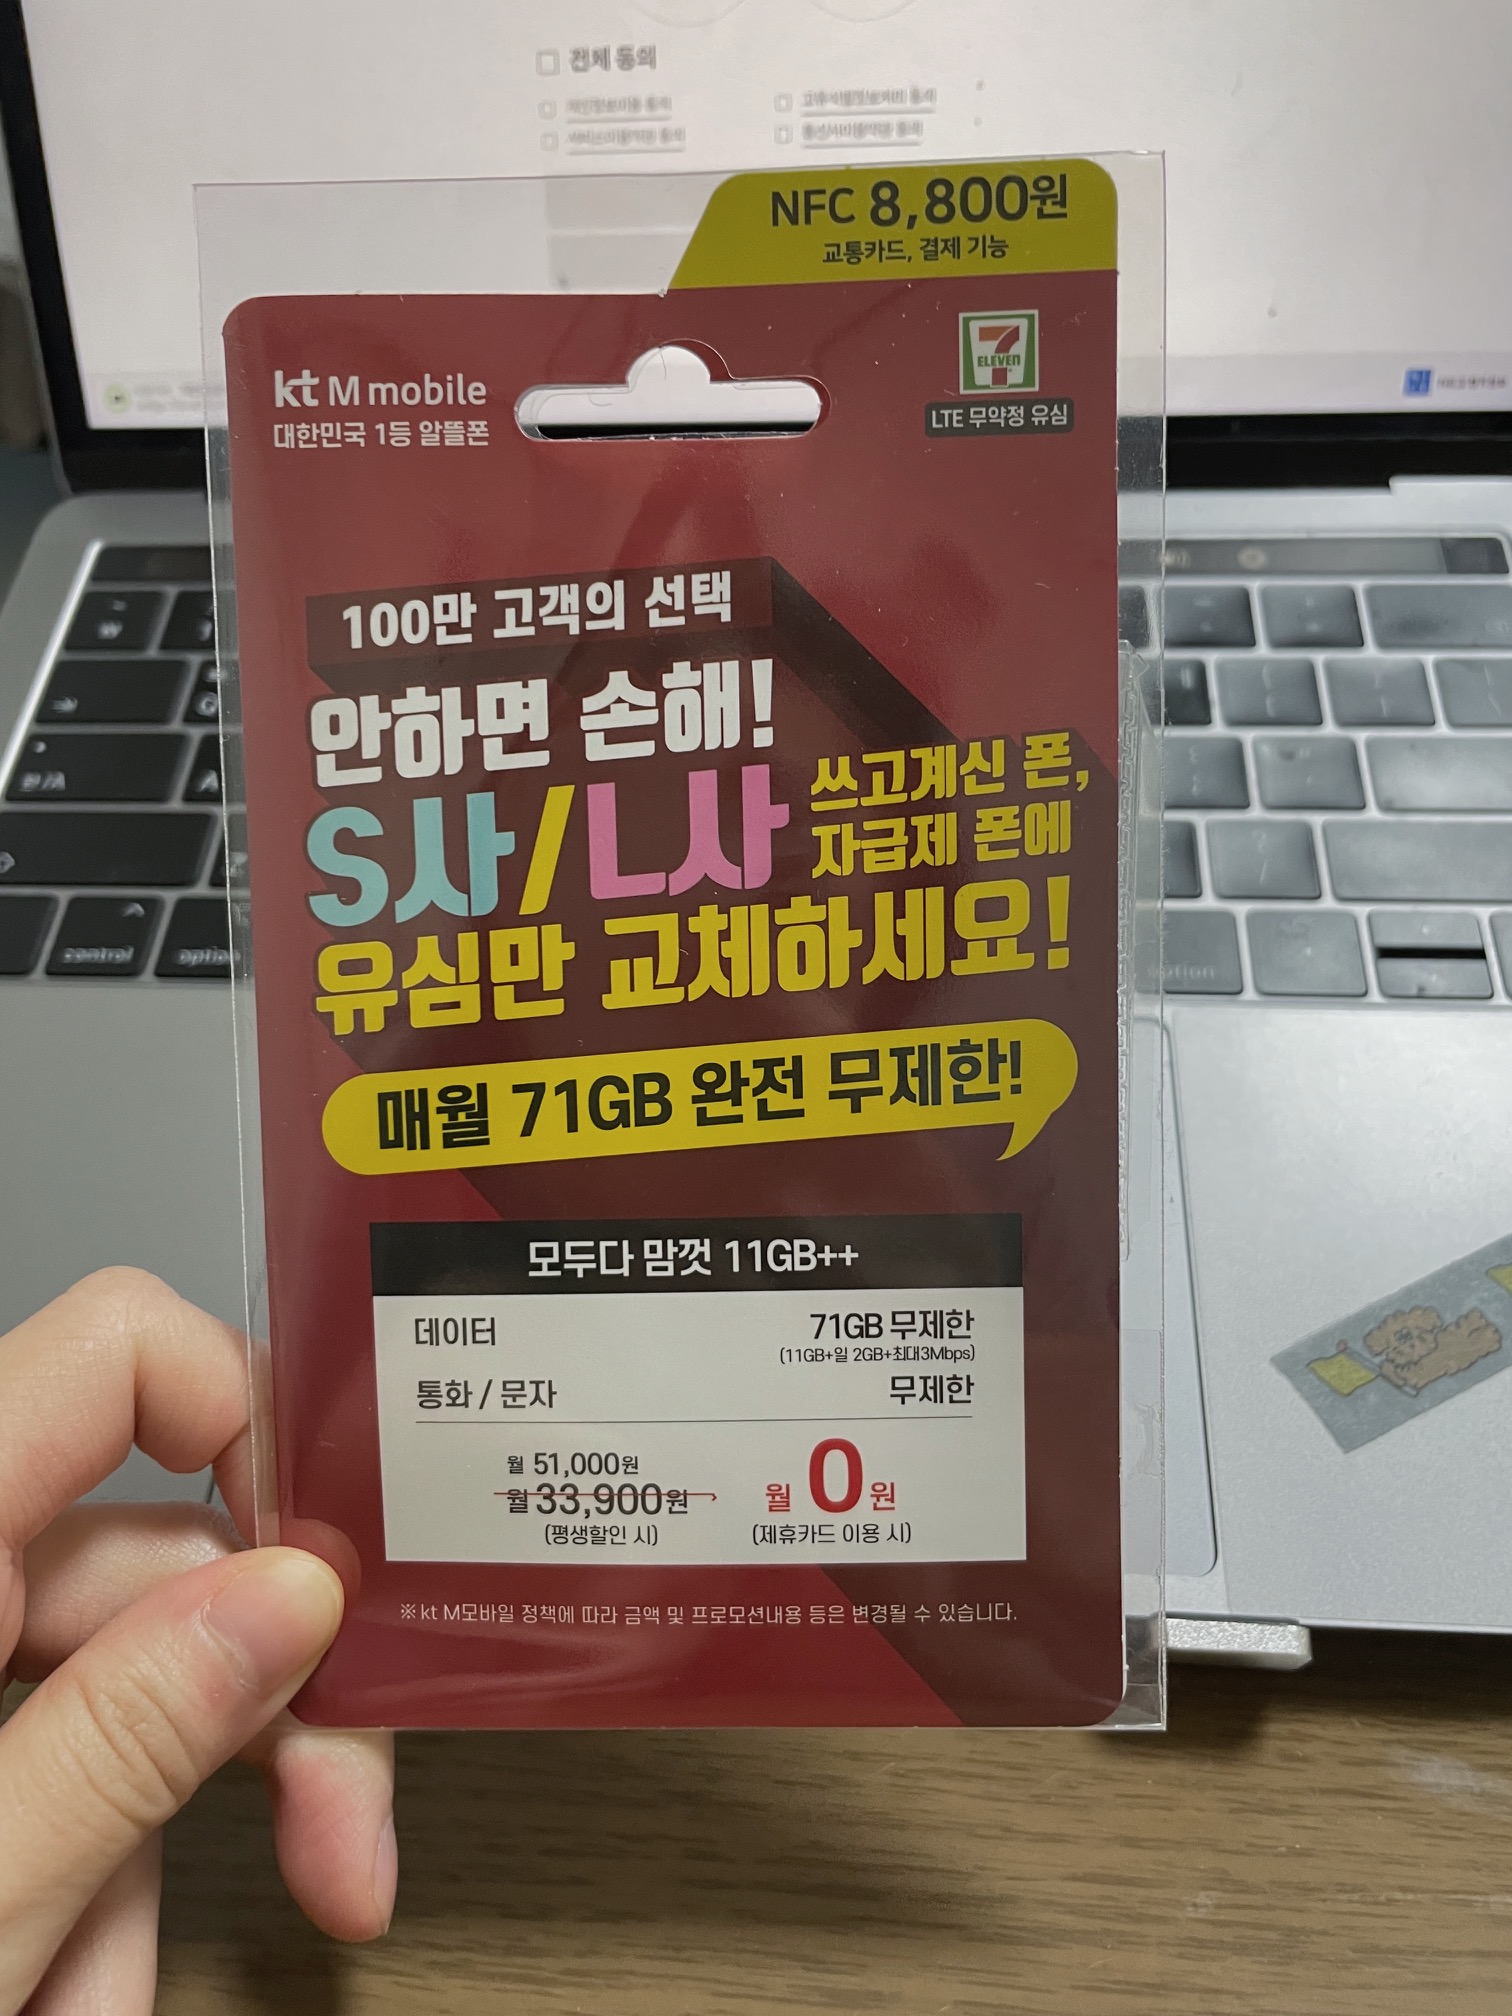 전체 동의
NFC 8,800원
교통카드, 결제 기능
kt M mobile
대한민국 1등 알뜰폰
7
ELEVEn
LTE 무약정 유심
100만 고객의 선택
안하면 손해!
S사/L사
쓰고계신 폰,
자급제 폰에
유심만 교체하세요!
매월 71GB 완전 무제한!
모두다 맘껏 11GB++
데이터 71GB 무제한
(11GB+일 2GB+최대3Mbps)
통화 / 문자 무제한
월 51,000원
월 33,900원
(평생할인 시)
월 0원
(제휴카드 이용 시)
※ kt M모바일 정책에 따라 금액 및 프로모션내용 등은 변경될 수 있습니다.
W
한/A
A
control
option
option